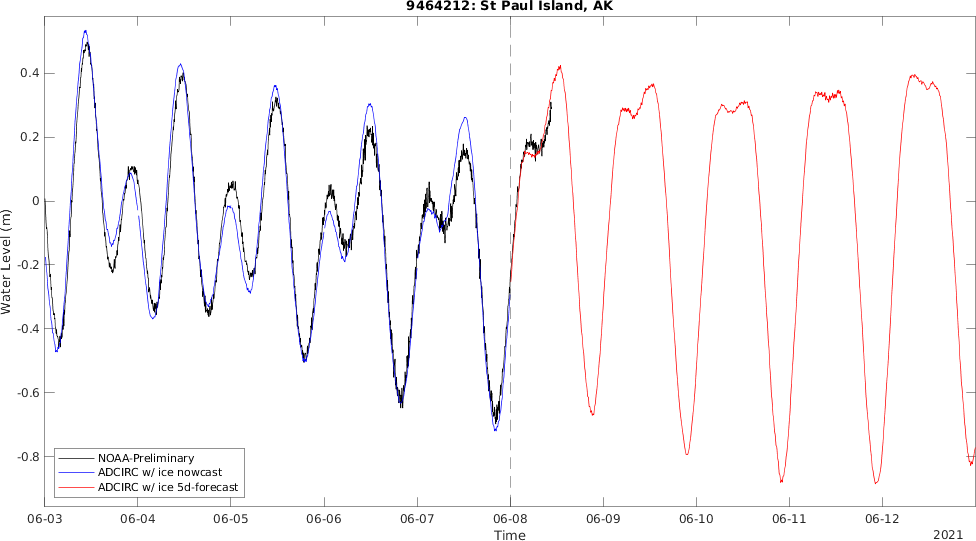 9464212: St Paul Island, AK
0.4
0.2
0
-0.2
-0.4
-0.6
-0.8
Water Level (m)
NOAA-Preliminary
ADCIRC w/ ice nowcast
ADCIRC w/ ice 5d-forecast
06-03 06-04 06-05 06-06 06-07 06-08 06-09 06-10 06-11 06-12
Time
2021